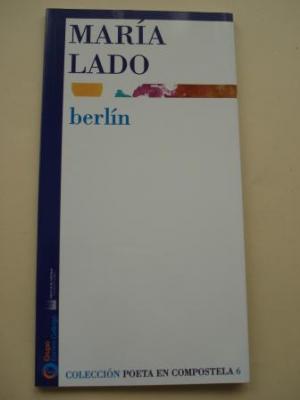 MARÍA
LADO
berlín
COLECCIÓN POETA EN COMPOSTELA 6